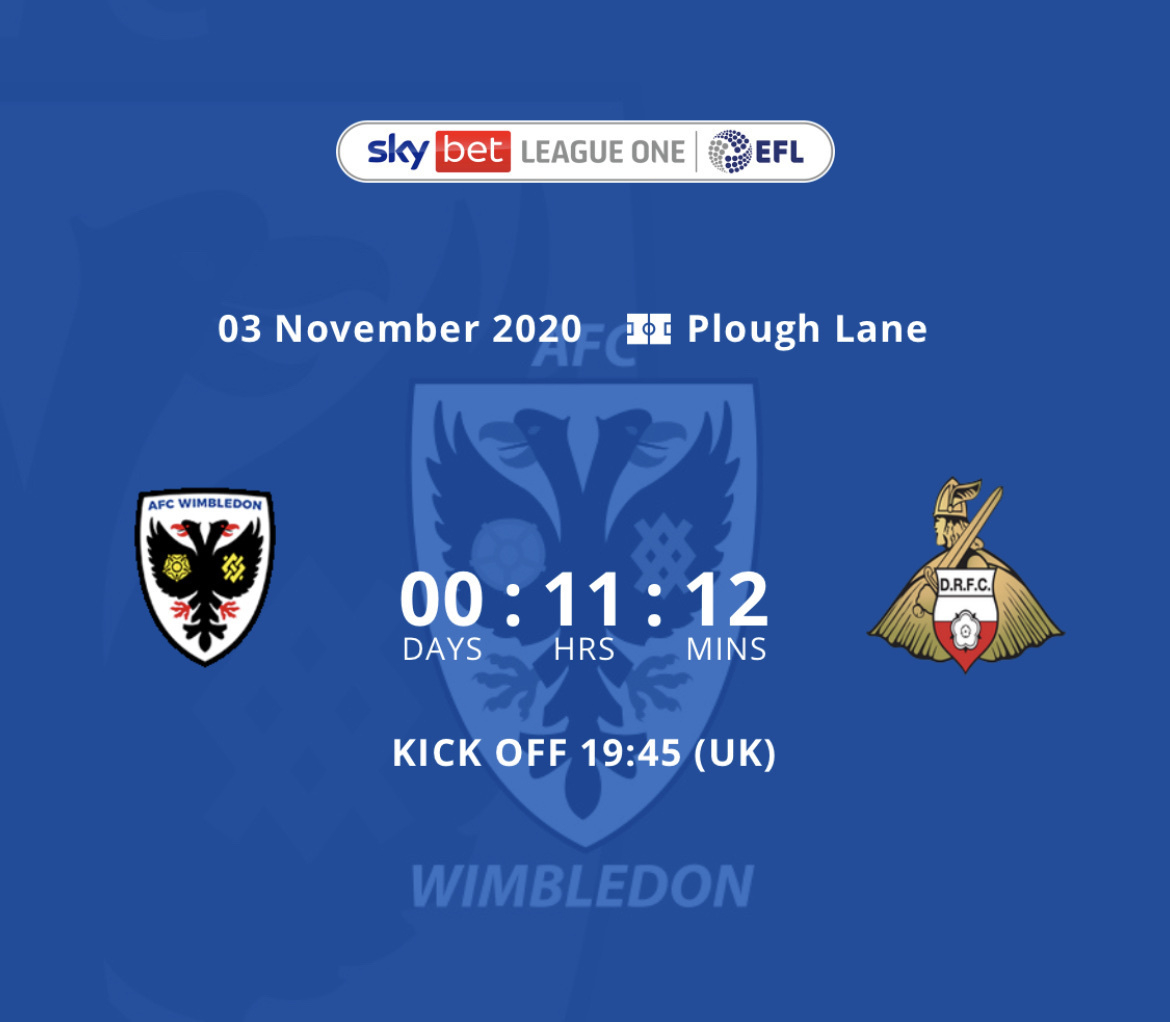 sky bet LEAGUE ONE EFL
03 November 2020 Plough Lane
AFC
AFC WIMBLEDON
D.R.F.C.
00 : 11 : 12
DAYS HRS MINS
KICK OFF 19:45 (UK)
WIMBLEDON